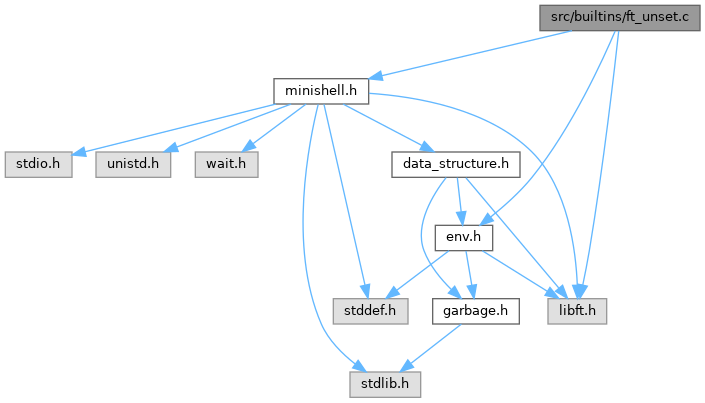 src/builtins/ft_unset.c
minishell.h
stdio.h
unistd.h
wait.h
data_structure.h
env.h
stddef.h
garbage.h
libft.h
stdlib.h